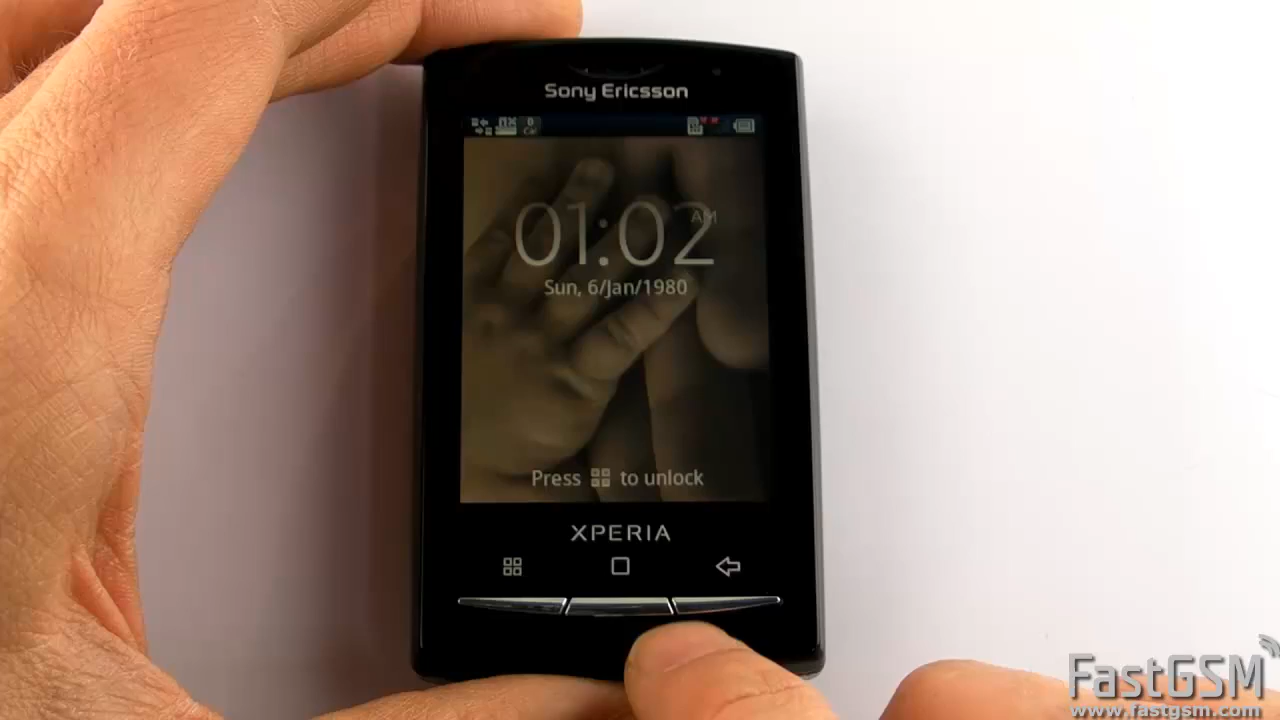 Sony Ericsson
01:02 AM
Sun, 6/Jan/1980
Press to unlock
XPERIA
FastGSM
www.fastgsm.com